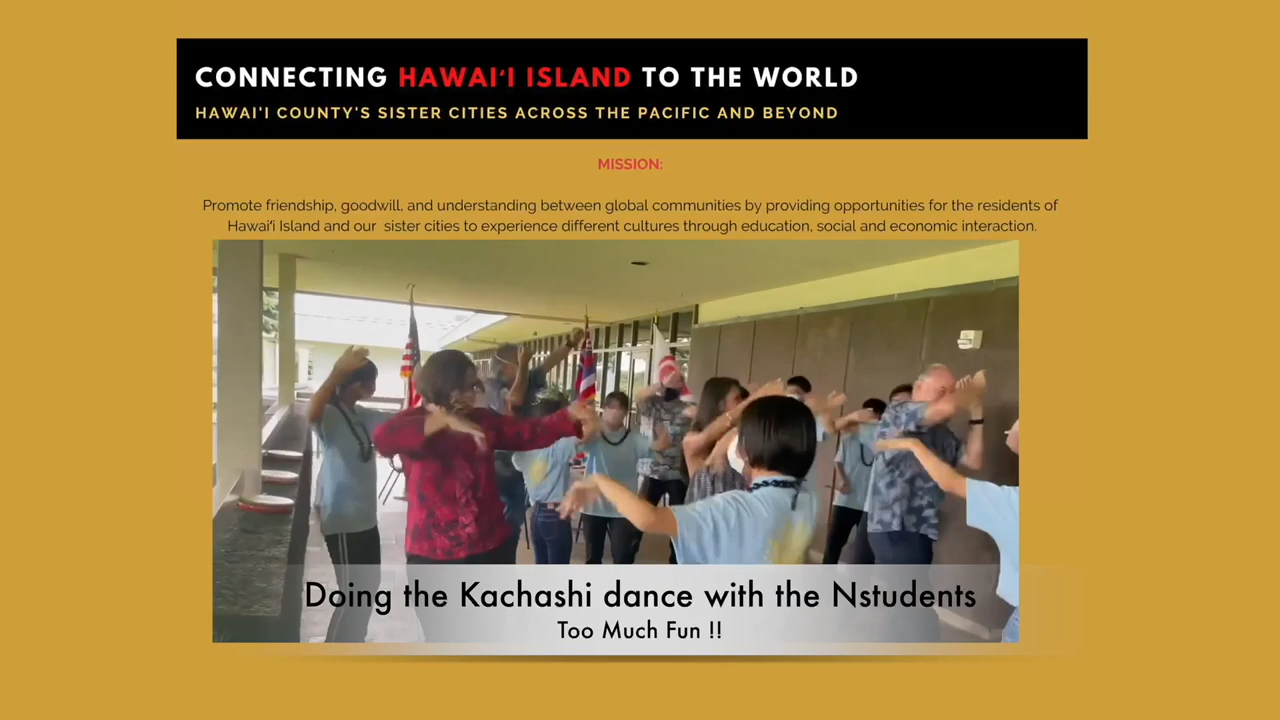 CONNECTING HAWAIʻI ISLAND TO THE WORLD
HAWAI'I COUNTY'S SISTER CITIES ACROSS THE PACIFIC AND BEYOND
MISSION:
Promote friendship, goodwill, and understanding between global communities by providing opportunities for the residents of
Hawai'i Island and our sister cities to experience different cultures through education, social and economic interaction.
Doing the Kachashi dance with the Nstudents
Too Much Fun !!